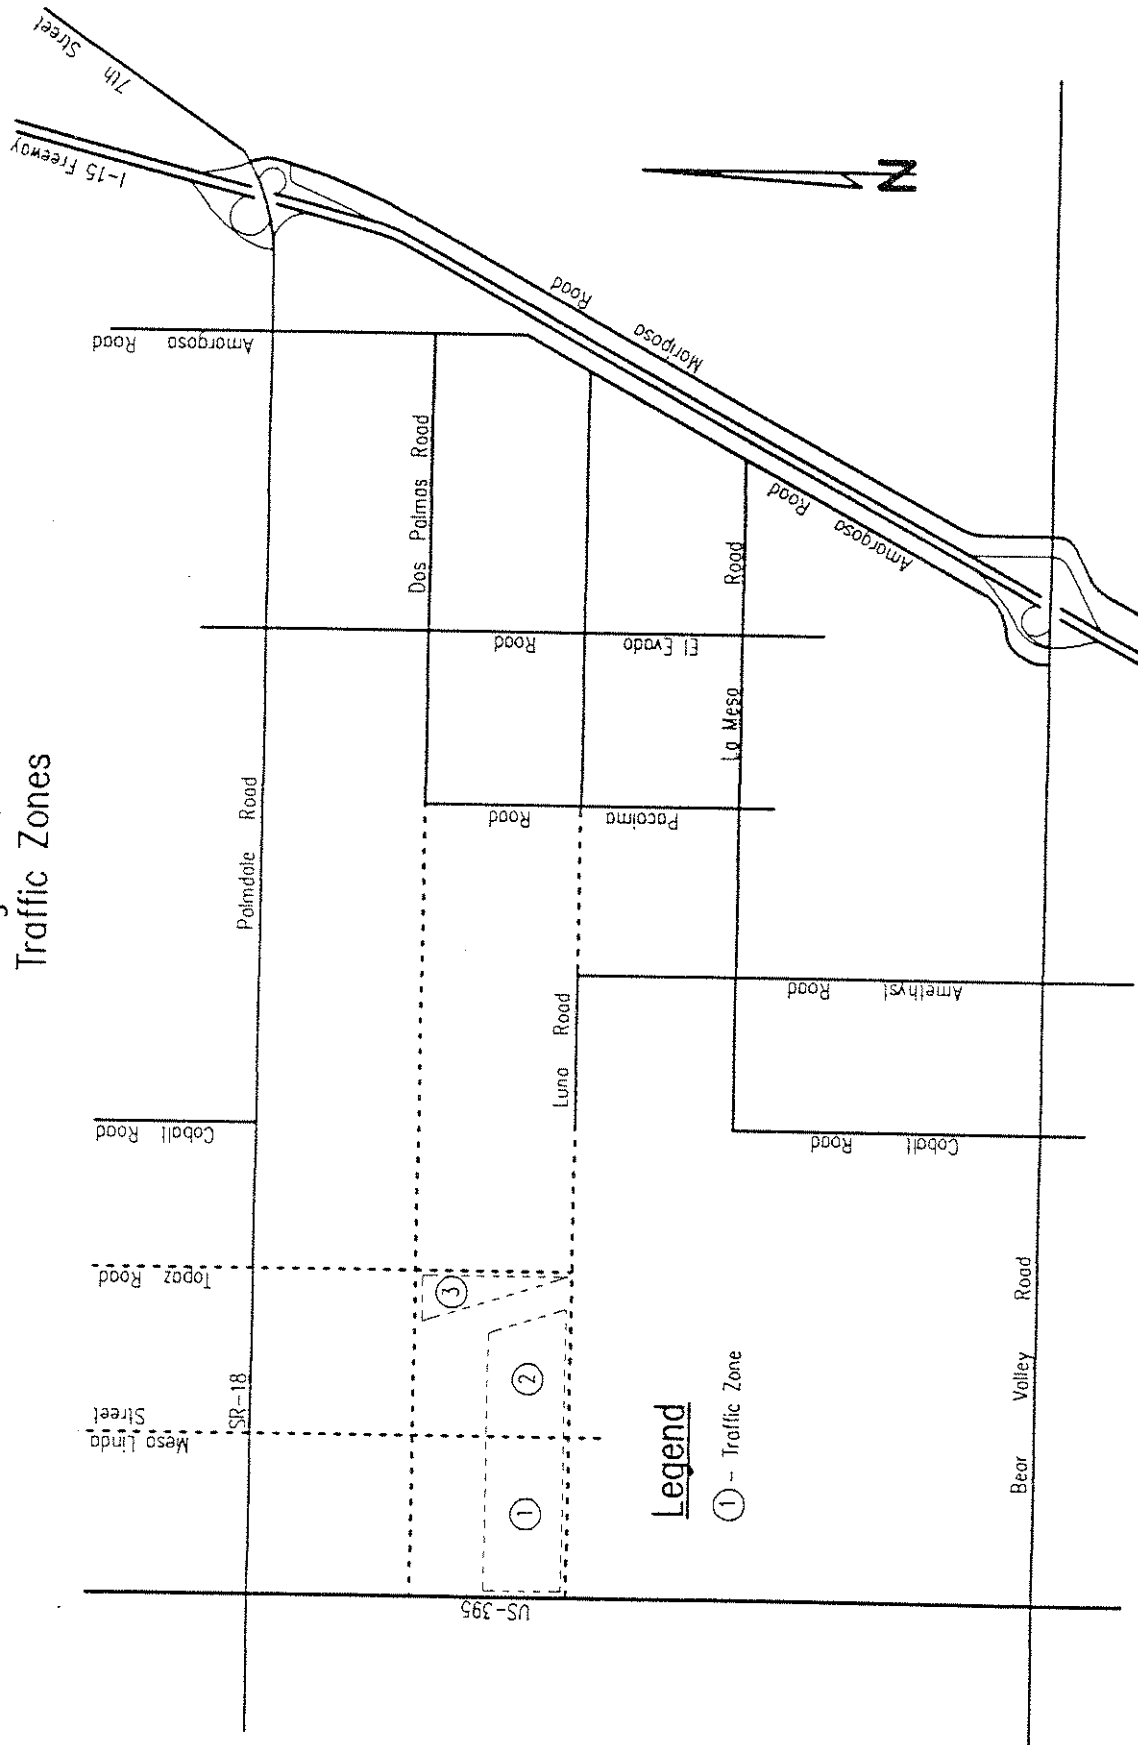 Traffic Zones
7th Street
I-15 Freeway
Amargosa Road
Mariposa Road
Dos Palmas Road
Palmdale Road
El Evado Road
La Mesa Road
Amargosa Road
Pacoima Road
Luna Road
Amethyst Road
Cobalt Road
Cobalt Road
Topaz Road
Mesa Linda Street
SR-18
US-395
Bear Valley Road
1
2
3
Legend
1 - Traffic Zone
N